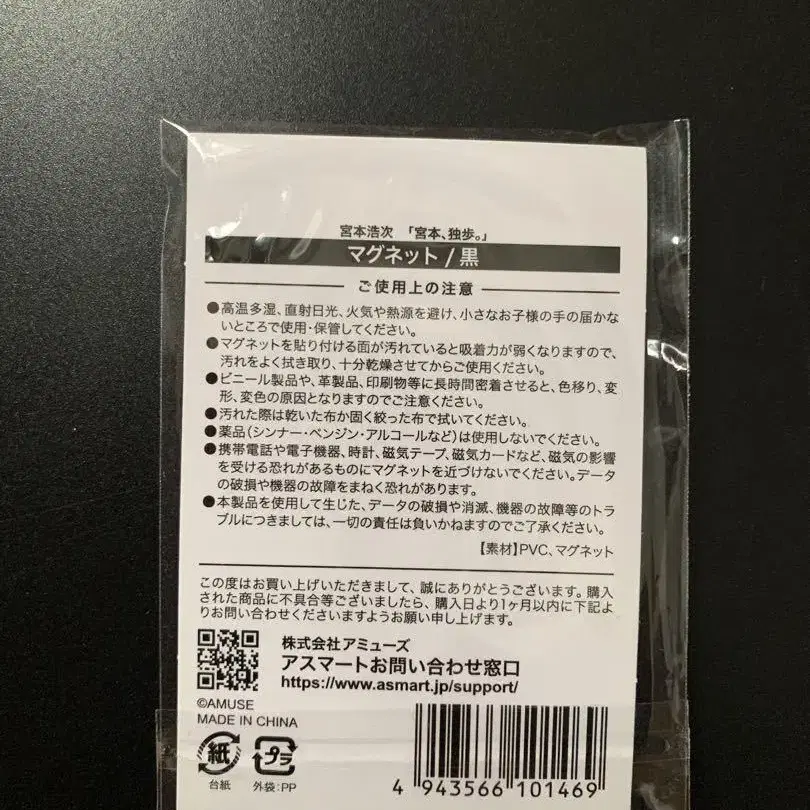 宮本浩次 「宮本、独歩。」
マグネット / 黒
ご使用上の注意
●高温多湿、直射日光、火気や熱源を避け、小さなお子様の手の届かな
いところで使用・保管してください。
●マグネットを貼り付ける面が汚れていると吸着力が弱くなりますので、
汚れをよく拭き取り、十分乾燥させてからご使用ください。
●ビニール製品や、革製品、印刷物等に長時間密着させると、色移り、変
形、変色の原因となりますのでご注意ください。
●汚れた際は乾いた布か固く絞った布で拭いてください。
●薬品(シンナー・ベンジン・アルコールなど)は使用しないでください。
●携帯電話や電子機器、時計、磁気テープ、磁気カードなど、磁気の影響
を受ける恐れがあるものにマグネットを近づけないでください。データ
の破損や機器の故障をまねく恐れがあります。
●本製品を使用して生じた、データの破損や消滅、機器の故障等のトラ
ブルにつきましては、一切の責任は負いかねますのでご了承ください。
【素材】PVC、マグネット
この度はお買い上げいただきまして、誠にありがとうございます。購入
された商品に不具合等ございましたら、購入日より1ヶ月以内に下記よ
りお問い合わせくださいますようお願い申し上げます。
株式会社アミューズ
アスマートお問い合わせ窓口
https://www.asmart.jp/support/
©AMUSE
MADE IN CHINA
紙
台紙
プラ
外袋:PP
4 943566 101469